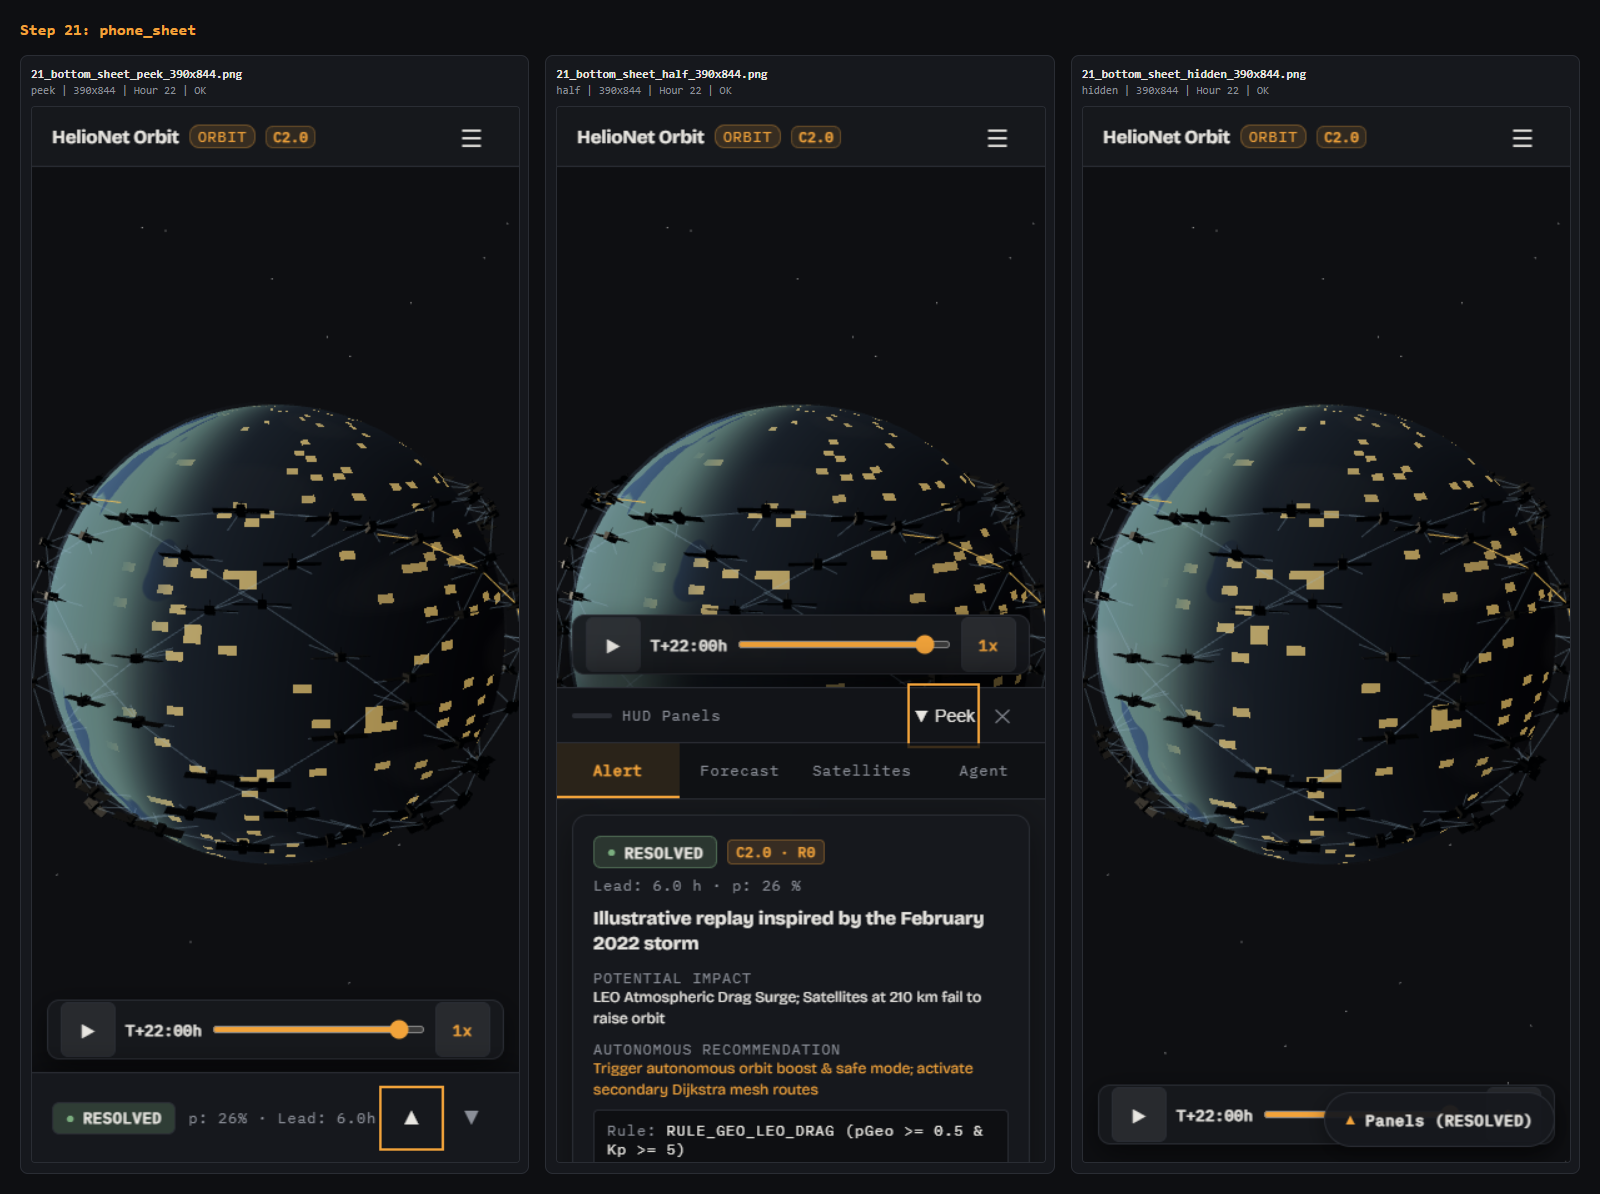 Step 21: phone_sheet
21_bottom_sheet_peek_390x844.png
peek | 390x844 | Hour 22 | OK
HelioNet Orbit ORBIT C2.0
T+22:00h 1x
RESOLVED p: 26% · Lead: 6.0h
21_bottom_sheet_half_390x844.png
half | 390x844 | Hour 22 | OK
HelioNet Orbit ORBIT C2.0
T+22:00h 1x
HUD Panels ▼ Peek
Alert Forecast Satellites Agent
RESOLVED C2.0 · R0
Lead: 6.0 h · p: 26 %
Illustrative replay inspired by the February
2022 storm
POTENTIAL IMPACT
LEO Atmospheric Drag Surge; Satellites at 210 km fail to
raise orbit
AUTONOMOUS RECOMMENDATION
Trigger autonomous orbit boost & safe mode; activate
secondary Dijkstra mesh routes
Rule: RULE_GEO_LEO_DRAG (pGeo >= 0.5 &
Kp >= 5)
21_bottom_sheet_hidden_390x844.png
hidden | 390x844 | Hour 22 | OK
HelioNet Orbit ORBIT C2.0
T+22:00h
▲ Panels (RESOLVED)